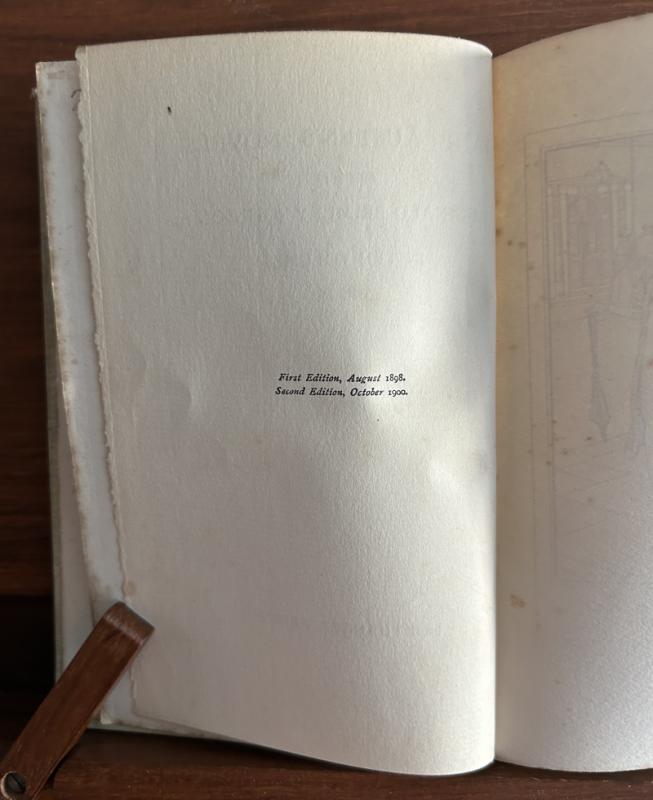 First Edition, August 1898.
Second Edition, October 1900.